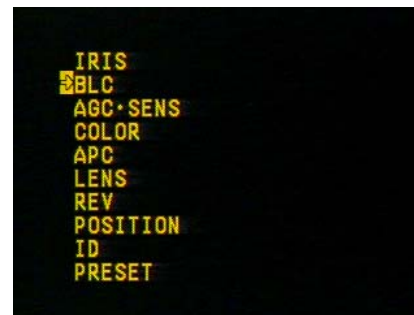 IRIS
BLC
AGC·SENS
COLOR
APC
LENS
REV
POSITION
ID
PRESET